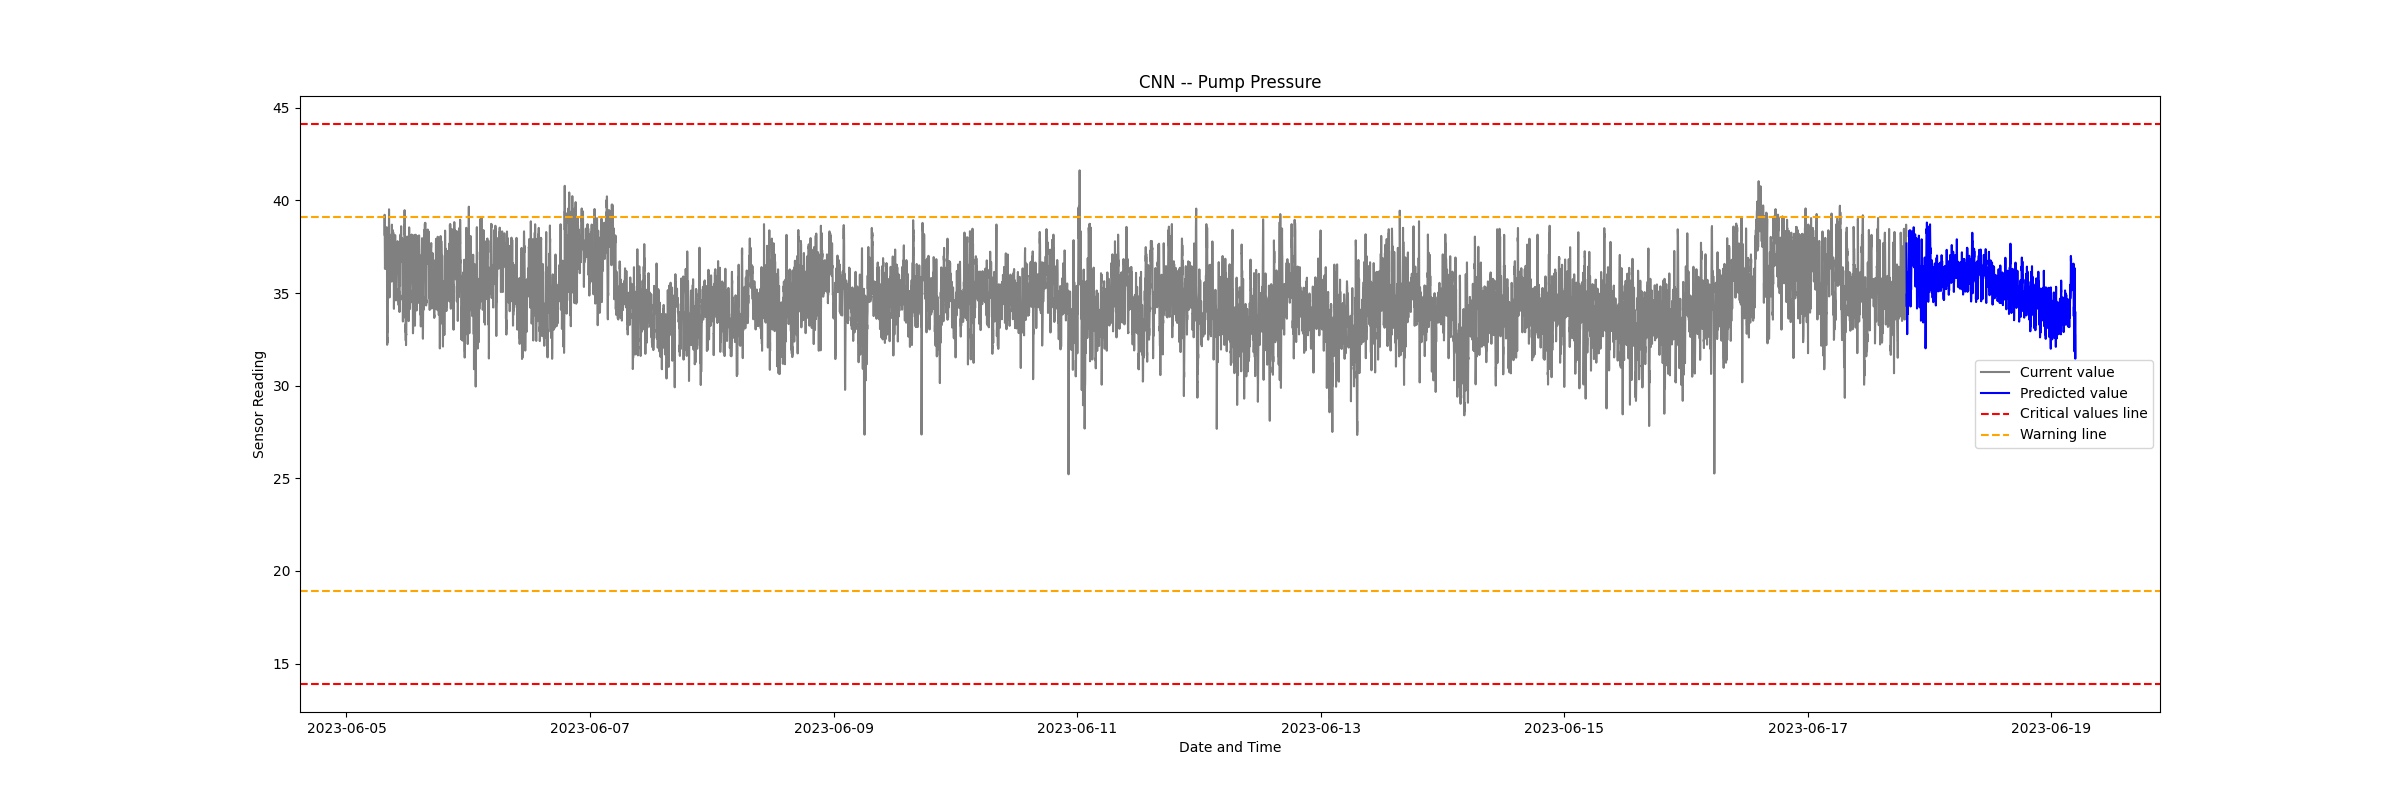 CNN -- Pump Pressure
45
40
35
30
25
20
15
Sensor Reading
Current value
Predicted value
Critical values line
Warning line
2023-06-05 2023-06-07 2023-06-09 2023-06-11 2023-06-13 2023-06-15 2023-06-17 2023-06-19
Date and Time